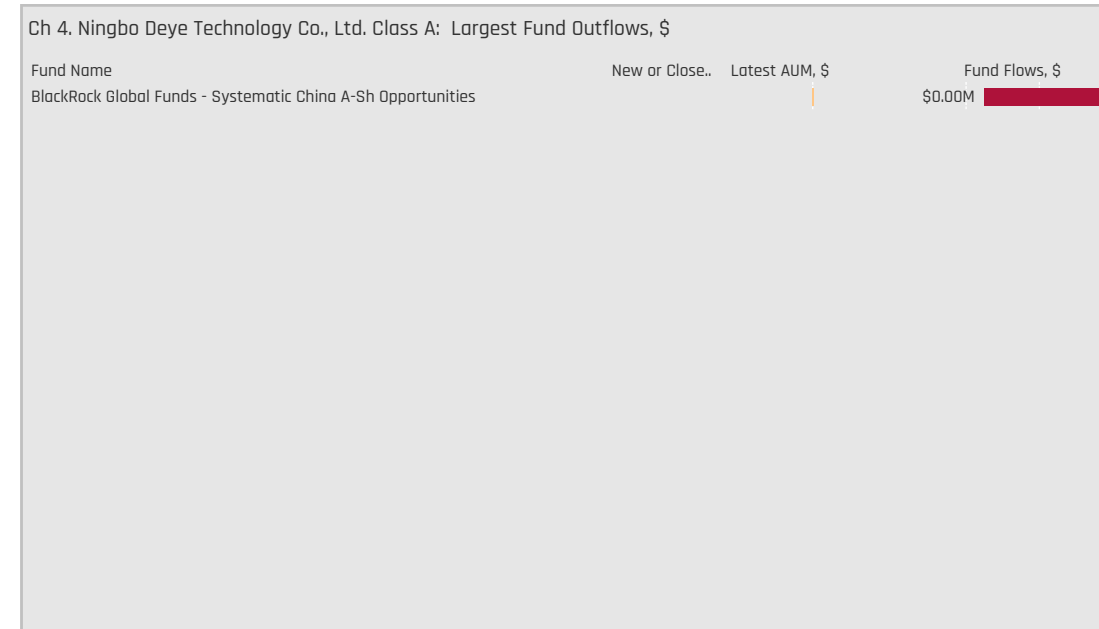 Ch 4. Ningbo Deye Technology Co., Ltd. Class A:  Largest Fund Outflows, $
Fund Name New or Close.. Latest AUM, $ Fund Flows, $
BlackRock Global Funds - Systematic China A-Sh Opportunities $0.00M